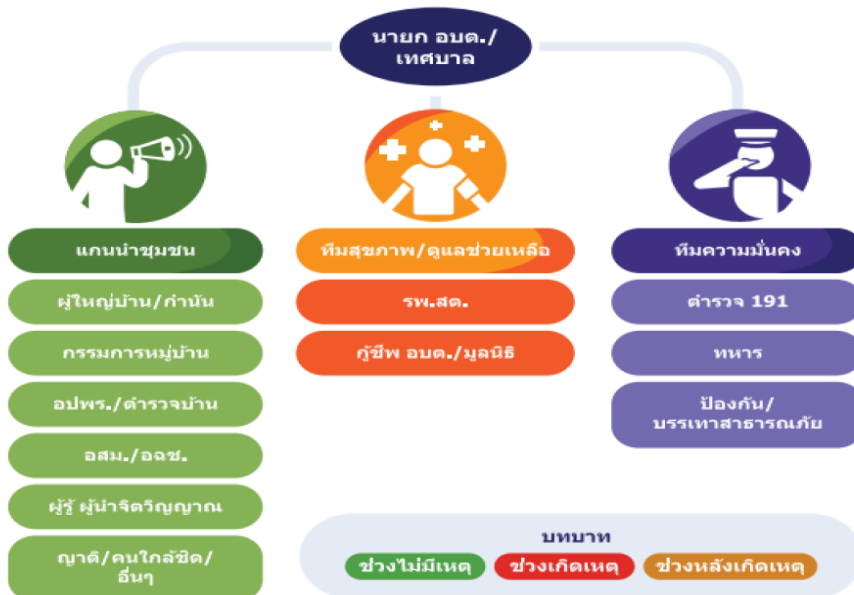 นายก อบต./
เทศบาล
แกนนำชุมชน
ผู้ใหญ่บ้าน/กำนัน
กรรมการหมู่บ้าน
อปพร./ตำรวจบ้าน
อสม./อฉช.
ผู้รู้ ผู้นำจิตวิญญาณ
ญาติ/คนใกล้ชิด/
อื่นๆ
ทีมสุขภาพ/ดูแลช่วยเหลือ
รพ.สต.
กู้ชีพ อบต./มูลนิธิ
ทีมความมั่นคง
ตำรวจ 191
ทหาร
ป้องกัน/
บรรเทาสาธารณภัย
บทบาท
ช่วงไม่มีเหตุ ช่วงเกิดเหตุ ช่วงหลังเกิดเหตุ